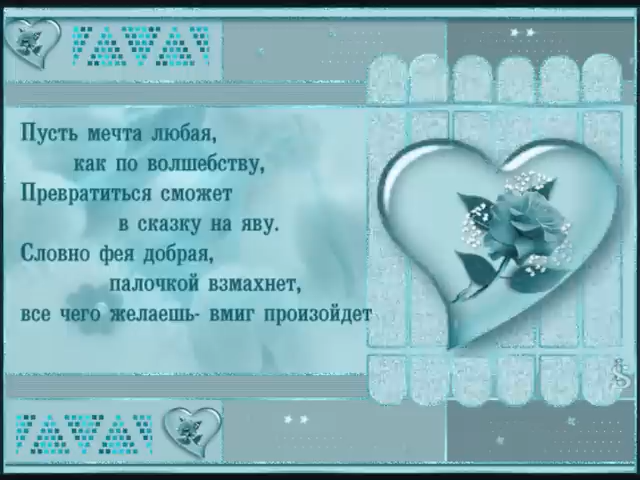 Пусть мечта любая,
как по волшебству,
Превратиться сможет
в сказку на яву.
Словно фея добрая,
палочкой взмахнет,
все чего желаешь- вмиг произойдет